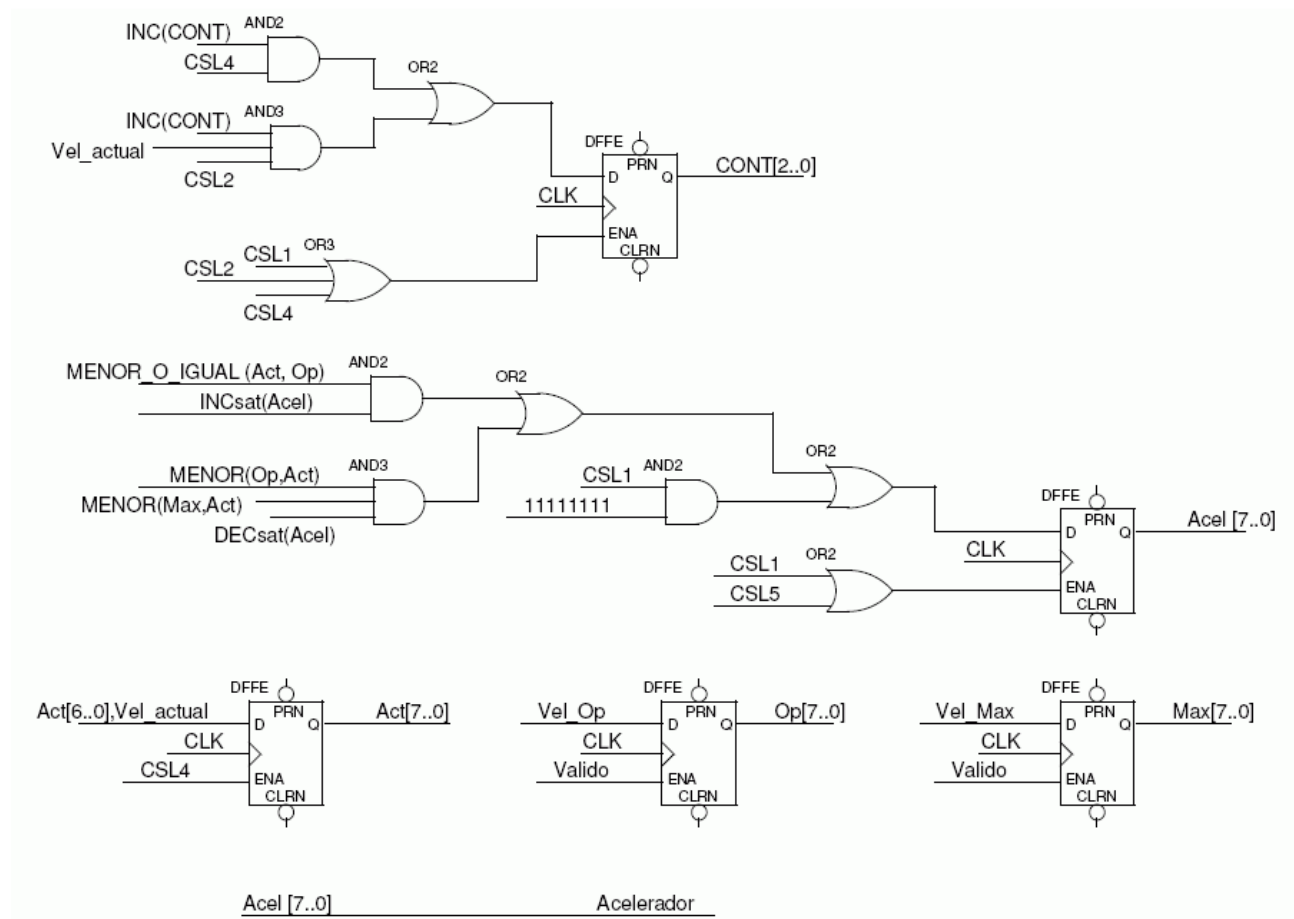 AND2
INC(CONT)
CSL4
OR2
AND3
INC(CONT)
Vel_actual
CSL2
DFFE
PRN
D Q
CONT[2..0]
CLK
ENA
CLRN
OR3
CSL1
CSL2
CSL4
AND2
MENOR_O_IGUAL (Act, Op)
INCsat(Acel)
OR2
AND3
MENOR(Op,Act)
MENOR(Max,Act)
DECsat(Acel)
CSL1
AND2
11111111
OR2
DFFE
PRN
D Q
Acel [7..0]
CLK
ENA
CLRN
OR2
CSL1
CSL5
DFFE
Act[6..0],Vel_actual
D PRN Q
Act[7..0]
CLK
CSL4
ENA
CLRN
DFFE
Vel_Op
D PRN Q
Op[7..0]
CLK
Valido
ENA
CLRN
DFFE
Vel_Max
D PRN Q
Max[7..0]
CLK
Valido
ENA
CLRN
Acel [7..0] Acelerador